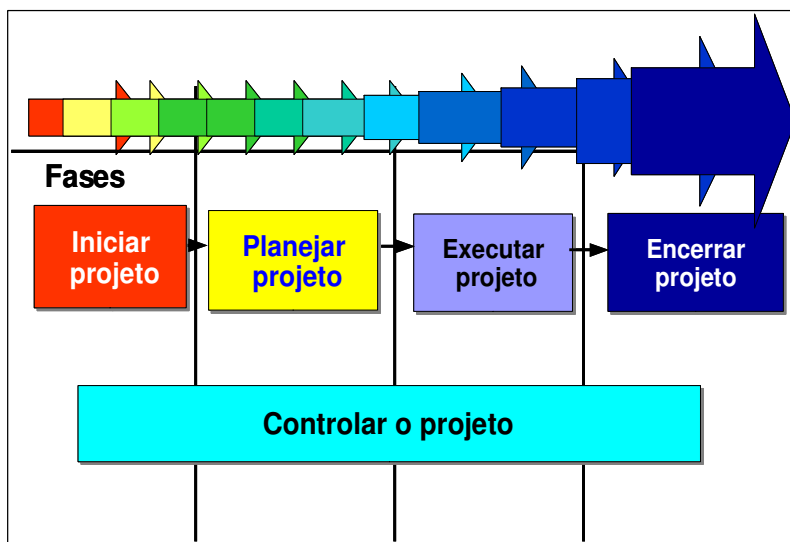 Fases
Iniciar
projeto
Planejar
projeto
Executar
projeto
Encerrar
projeto
Controlar o projeto